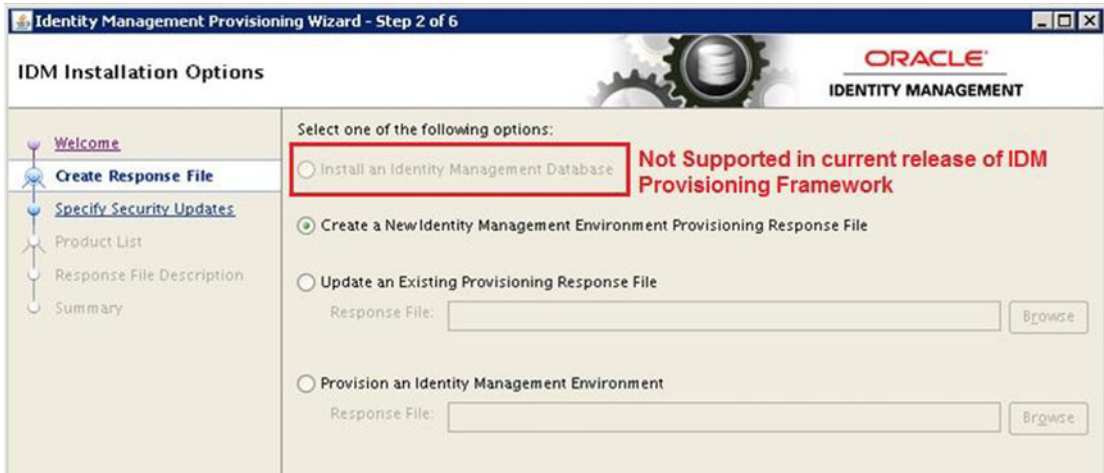 Identity Management Provisioning Wizard - Step 2 of 6
IDM Installation Options
ORACLE
IDENTITY MANAGEMENT
Welcome
Create Response File
Specify Security Updates
Product List
Response File Description
Summary
Select one of the following options:
Install an Identity Management Database
Not Supported in current release of IDM
Provisioning Framework
Create a New Identity Management Environment Provisioning Response File
Update an Existing Provisioning Response File
Response File:
Browse
Provision an Identity Management Environment
Response File:
Browse